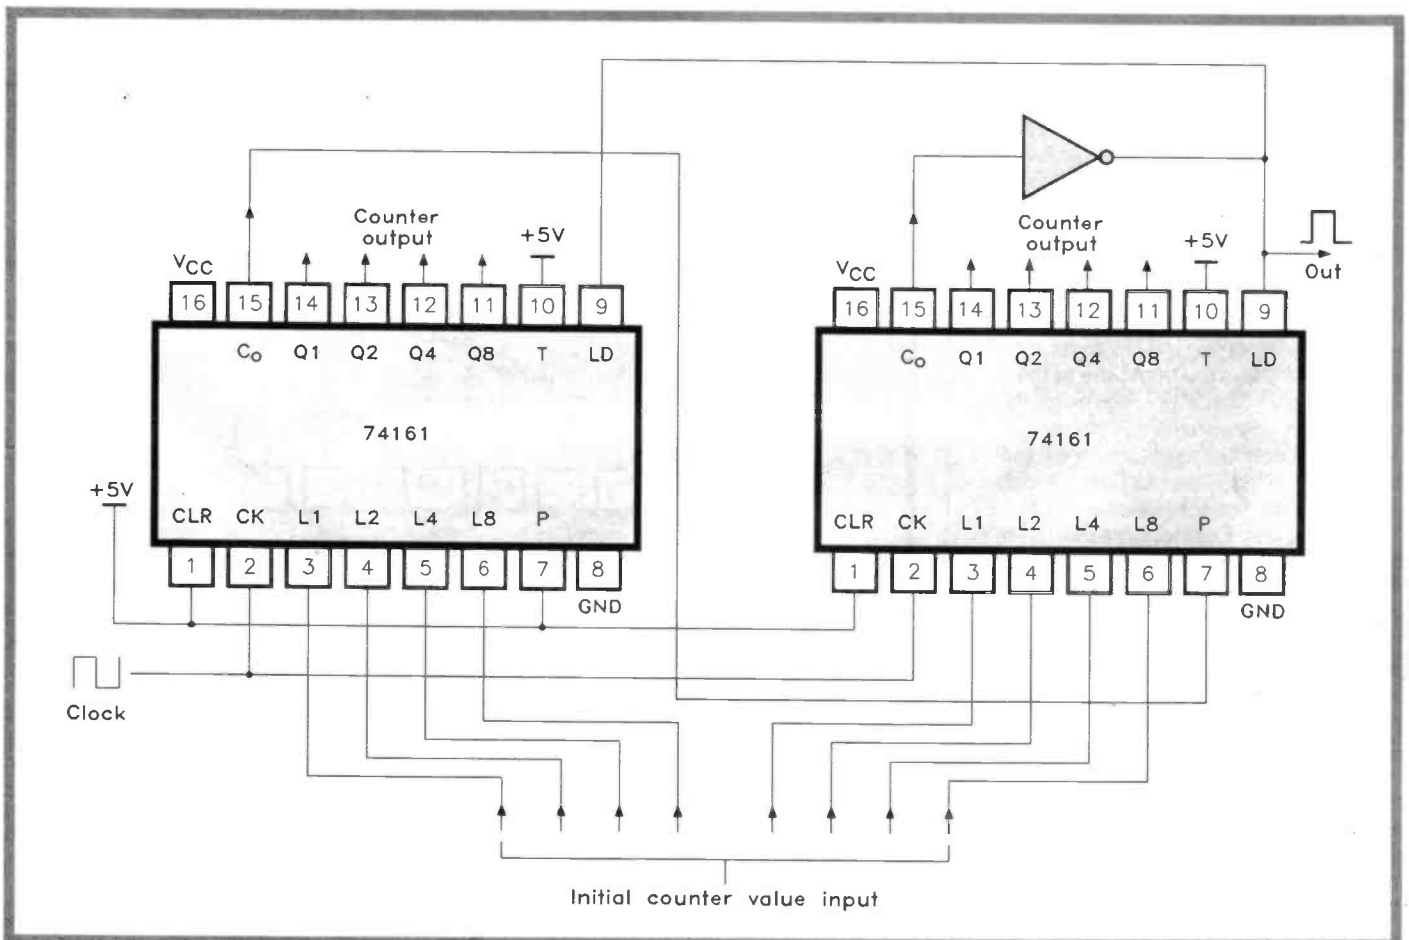 Counter
output
+5V
VCC
16 15 14 13 12 11 10 9
Co Q1 Q2 Q4 Q8 T LD
74161
+5V
CLR CK L1 L2 L4 L8 P
1 2 3 4 5 6 7 8
GND
Counter
output
+5V
VCC
Out
16 15 14 13 12 11 10 9
Co Q1 Q2 Q4 Q8 T LD
74161
CLR CK L1 L2 L4 L8 P
1 2 3 4 5 6 7 8
GND
Clock
Initial counter value input